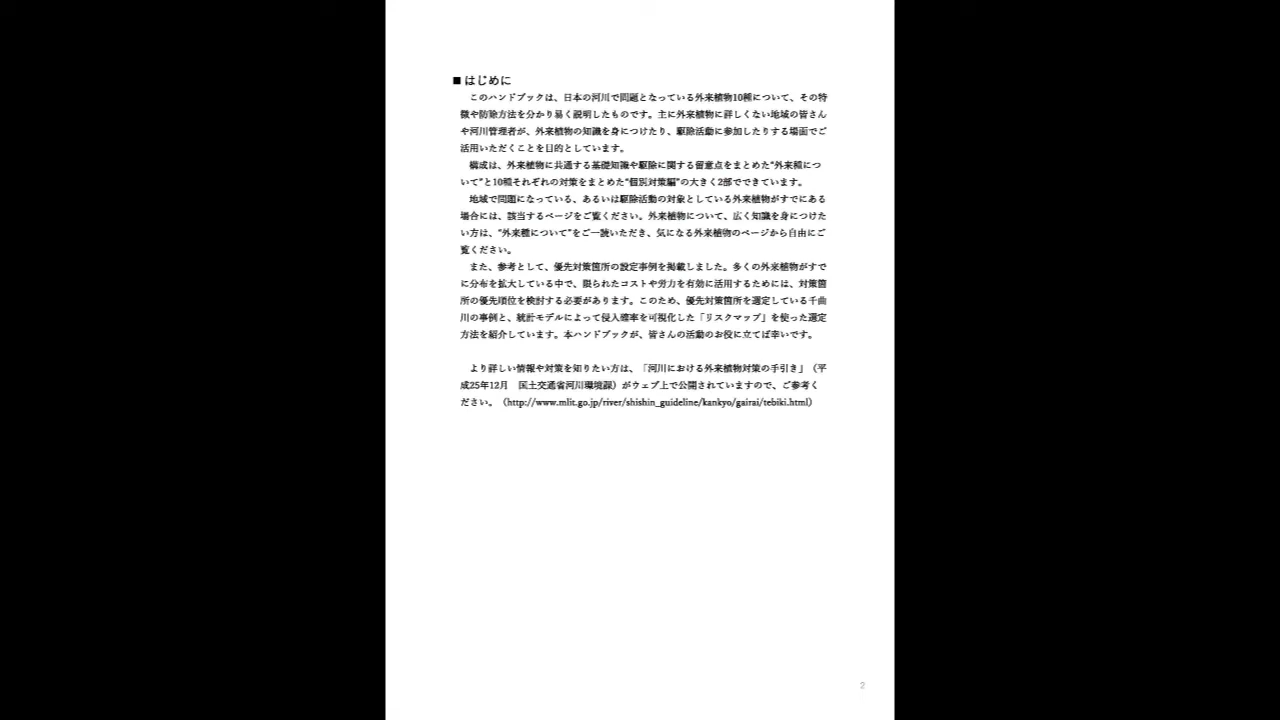 ■はじめに
このハンドブックは、日本の河川で問題となっている外来植物10種について、その特
徴や防除方法を分かり易く説明したものです。主に外来植物に詳しくない地域の皆さん
や河川管理者が、外来植物の知識を身につけたり、駆除活動に参加したりする場面でご
活用いただくことを目的としています。
構成は、外来植物に共通する基礎知識や駆除に関する留意点をまとめた“外来種につ
いて”と10種それぞれの対策をまとめた“個別対策編”の大きく2部でできています。
地域で問題になっている、あるいは駆除活動の対象としている外来植物がすでにある
場合には、該当するページをご覧ください。外来植物について、広く知識を身につけた
い方は、“外来種について”をご一読いただき、気になる外来植物のページから自由にご
覧ください。
また、参考として、優先対策箇所の設定事例を掲載しました。多くの外来植物がすで
に分布を拡大している中で、限られたコストや労力を有効に活用するためには、対策箇
所の優先順位を検討する必要があります。このため、優先対策箇所を選定している千曲
川の事例と、統計モデルによって侵入確率を可視化した「リスクマップ」を使った選定
方法を紹介しています。本ハンドブックが、皆さんの活動のお役に立てば幸いです。
より詳しい情報や対策を知りたい方は、「河川における外来植物対策の手引き」（平
成25年12月　国土交通省河川環境課）がウェブ上で公開されていますので、ご参考く
ださい。（http://www.mlit.go.jp/river/shishin_guideline/kankyo/gairai/tebiki.html）
2